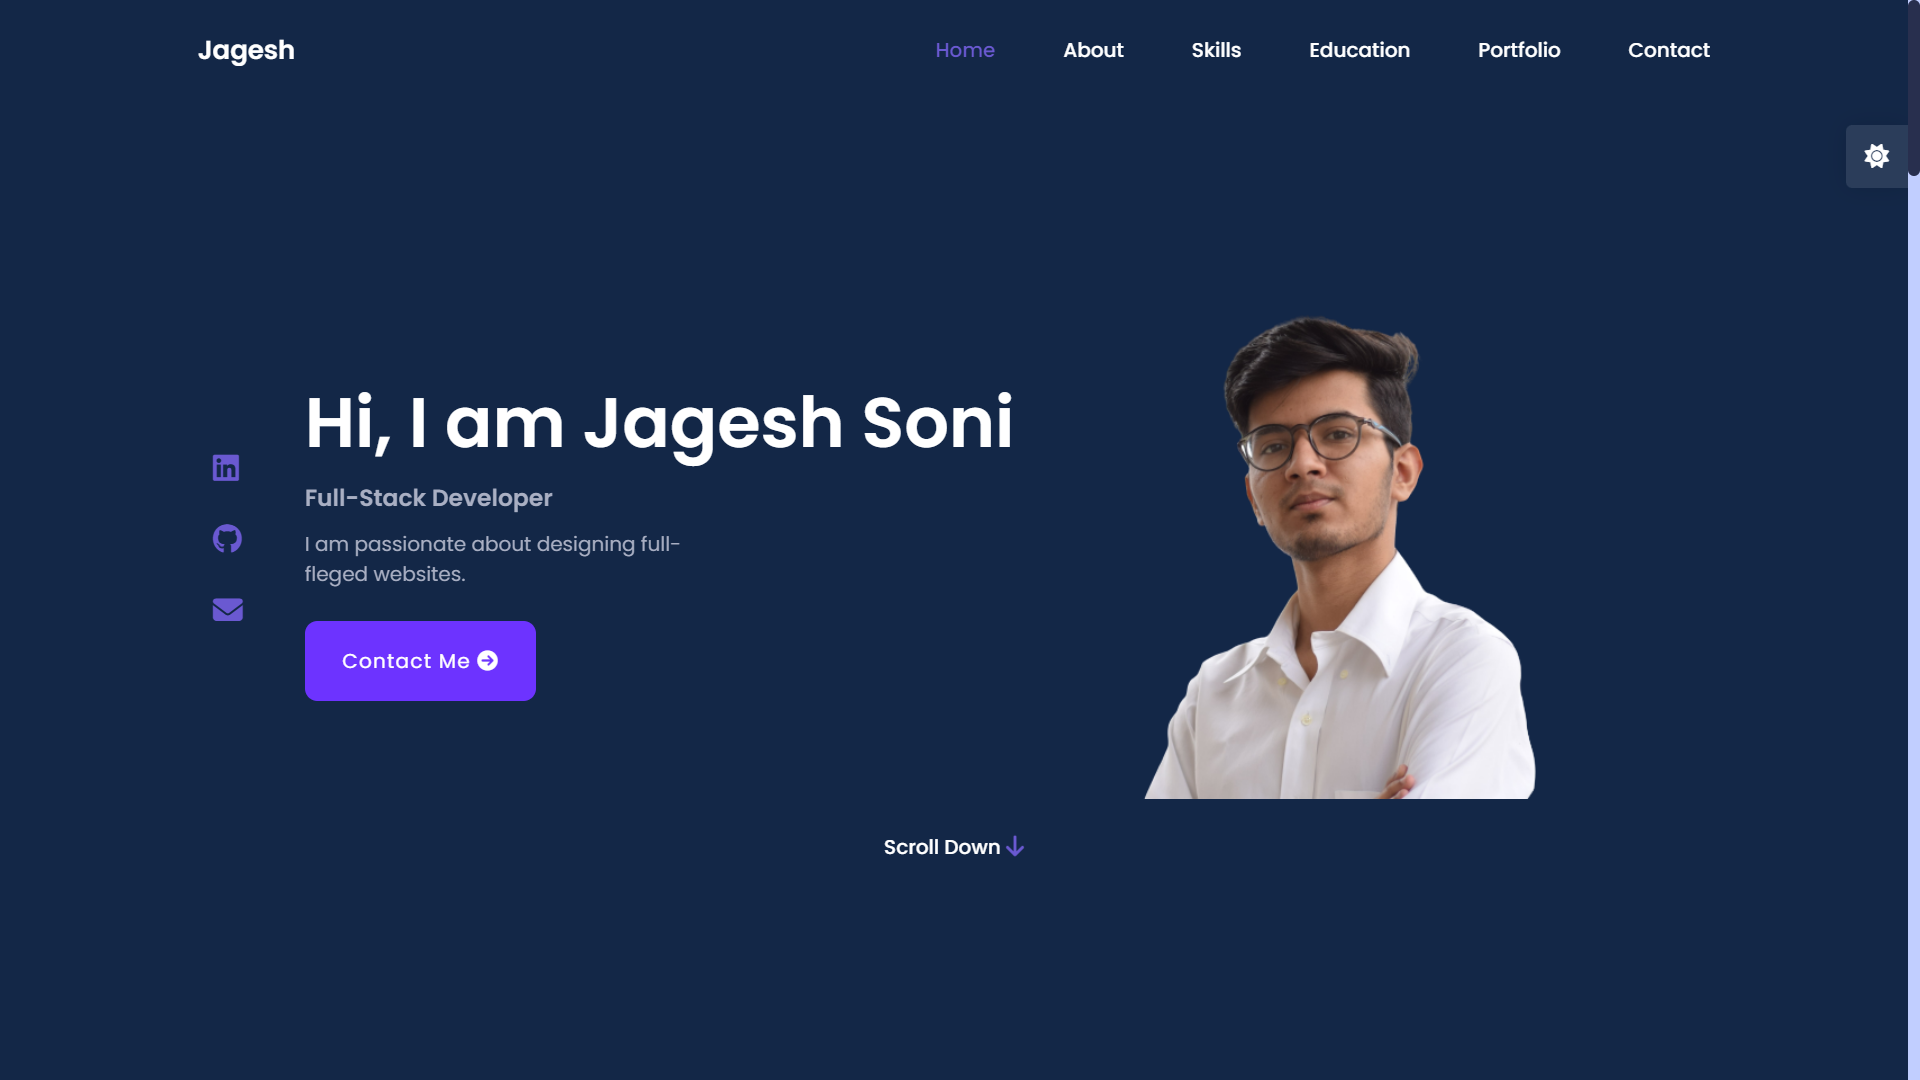 Jagesh
Home
About
Skills
Education
Portfolio
Contact
Hi, I am Jagesh Soni
Full-Stack Developer
I am passionate about designing full-
fleged websites.
Contact Me
Scroll Down